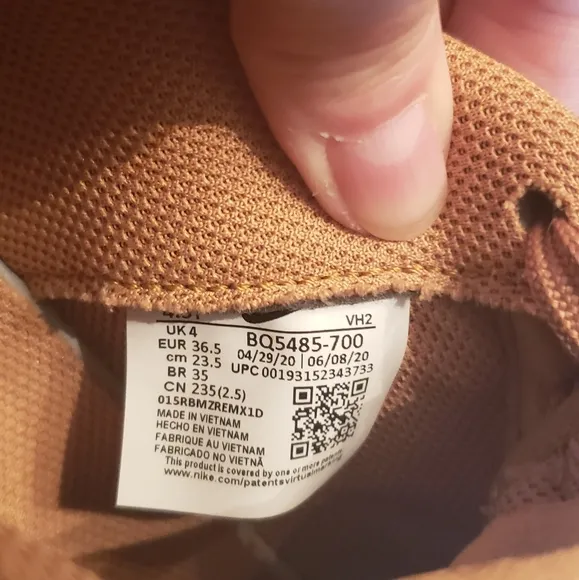 VH2
UK 4
BQ5485-700
EUR 36.5
04/29/20 06/08/20
cm 23.5
UPC 00193152343733
BR 35
CN 235(2.5)
015RBMZREMX1D
MADE IN VIETNAM
HECHO EN VIETNAM
FABRIQUE AU VIETNAM
FABRICADO NO VIETNÃ
This product is covered by one or more patents.
www.nike.com/patentsvirtualmarking